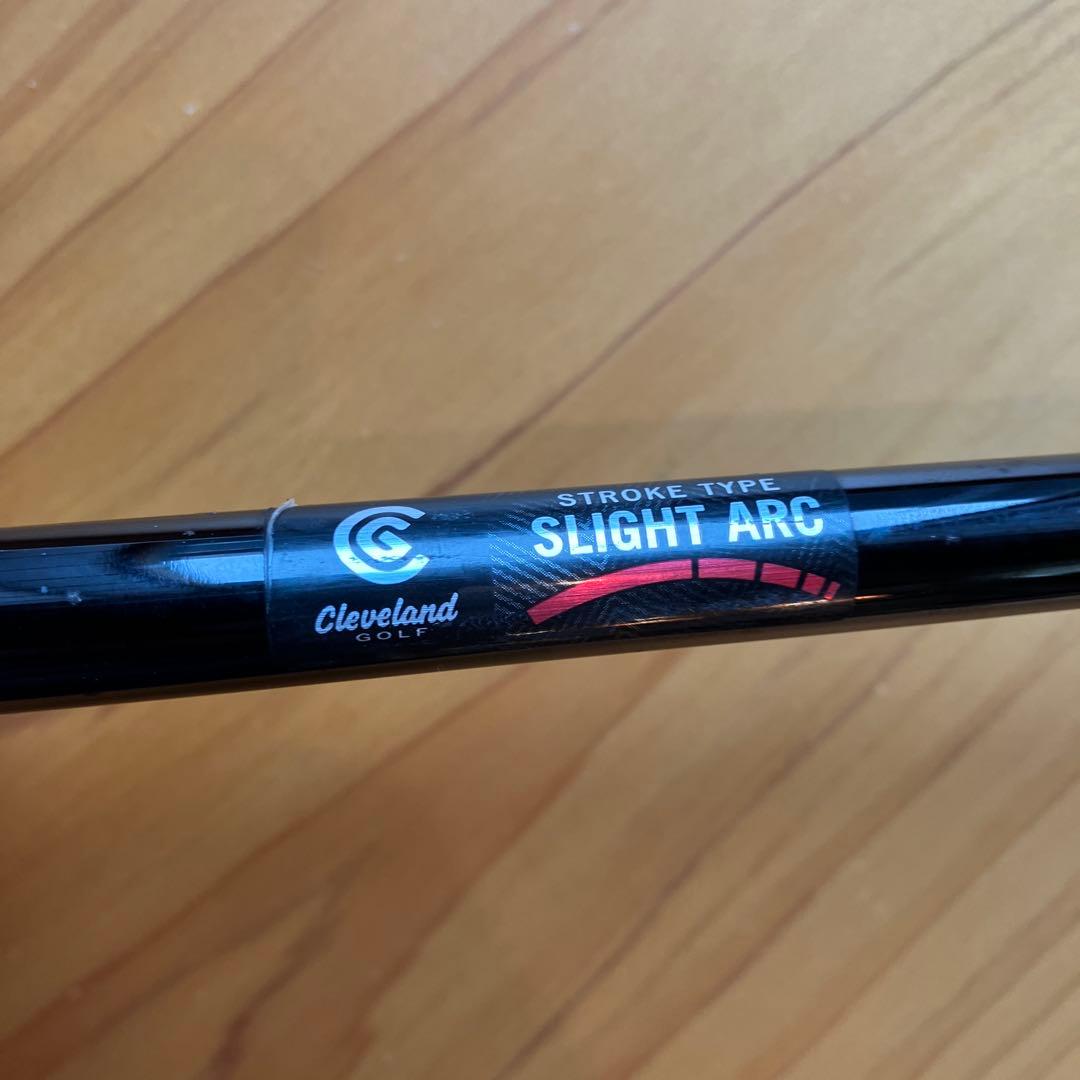 Cleveland
GOLF
STROKE TYPE
SLIGHT ARC